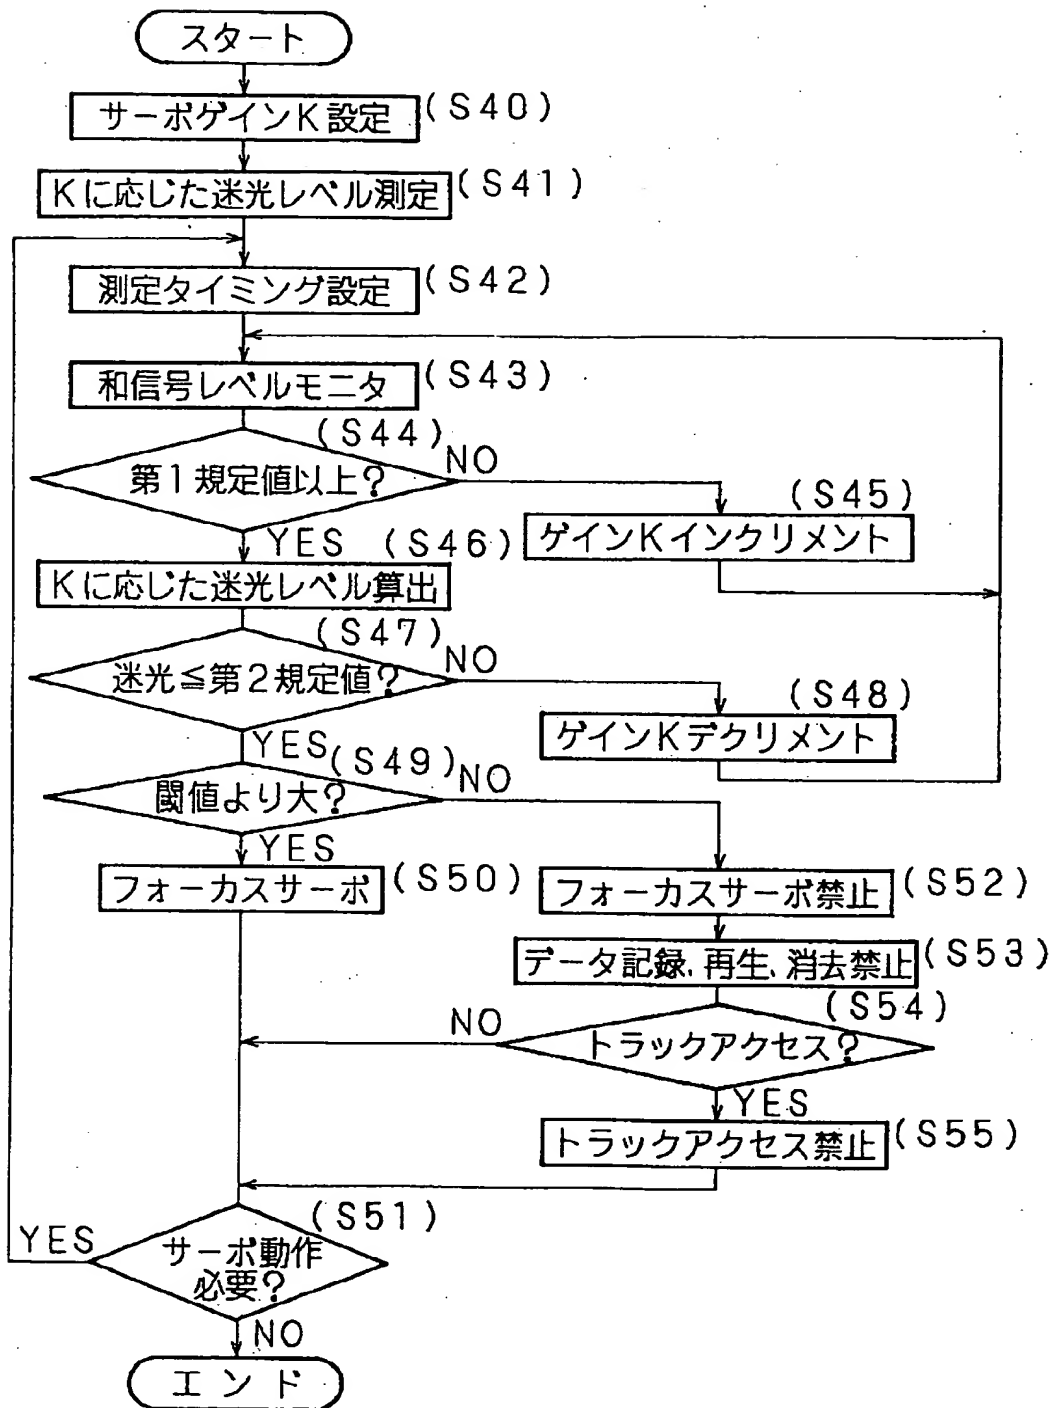 スタート
サーボゲインK設定 (S40)
Kに応じた迷光レベル測定 (S41)
測定タイミング設定 (S42)
和信号レベルモニタ (S43)
(S44)
第1規定値以上? NO
(S45)
ゲインKインクリメント
YES (S46)
Kに応じた迷光レベル算出
(S47)
迷光≦第2規定値? NO
(S48)
ゲインKデクリメント
YES (S49)
閾値より大? NO
YES
フォーカスサーボ (S50)
フォーカスサーボ禁止 (S52)
データ記録、再生、消去禁止 (S53)
(S54)
NO トラックアクセス?
YES
トラックアクセス禁止 (S55)
(S51)
YES サーボ動作
必要?
NO
エンド